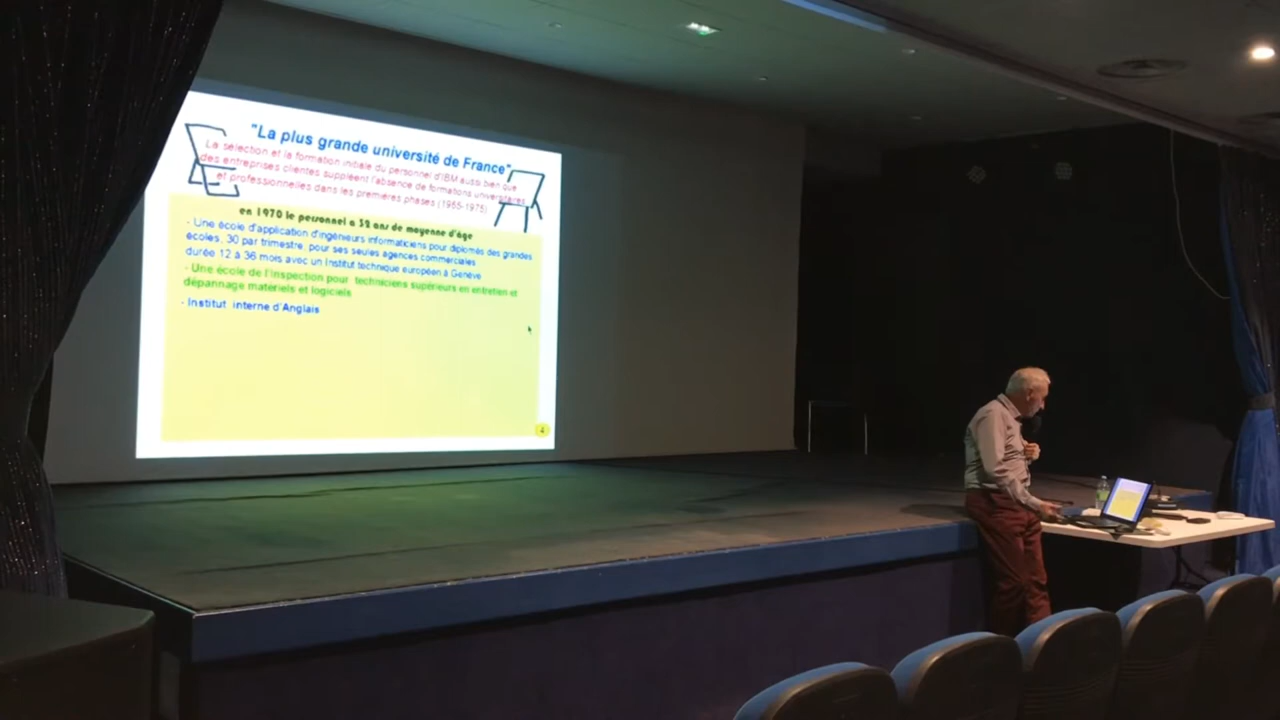 "La plus grande université de France"
La sélection et la formation initiale du personnel d'IBM aussi bien que
des entreprises clientes suppléent l'absence de formations universitaires
et professionnelles dans les premières phases (1955-1975)
en 1970 le personnel a 32 ans de moyenne d'âge
- Une école d'application d'ingénieurs informaticiens pour diplomés des grandes
écoles, 30 par trimestre, pour ses seules agences commerciales
durée 12 à 36 mois avec un Institut technique européen à Genève
- Une école de l'Inspection pour techniciens supérieurs en entretien et
dépannage matériels et logiciels
- Institut interne d'Anglais
4